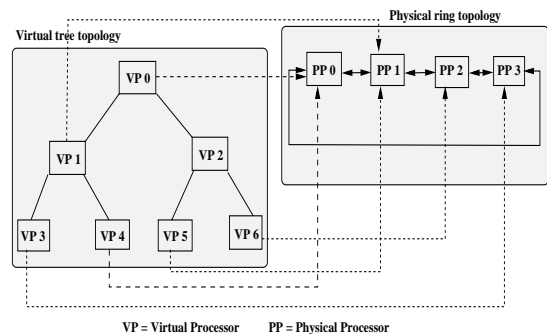 Virtual tree topology
Physical ring topology
VP 0
PP 0
PP 1
PP 2
PP 3
VP 1
VP 2
VP 3
VP 4
VP 5
VP 6
VP = Virtual Processor PP = Physical Processor